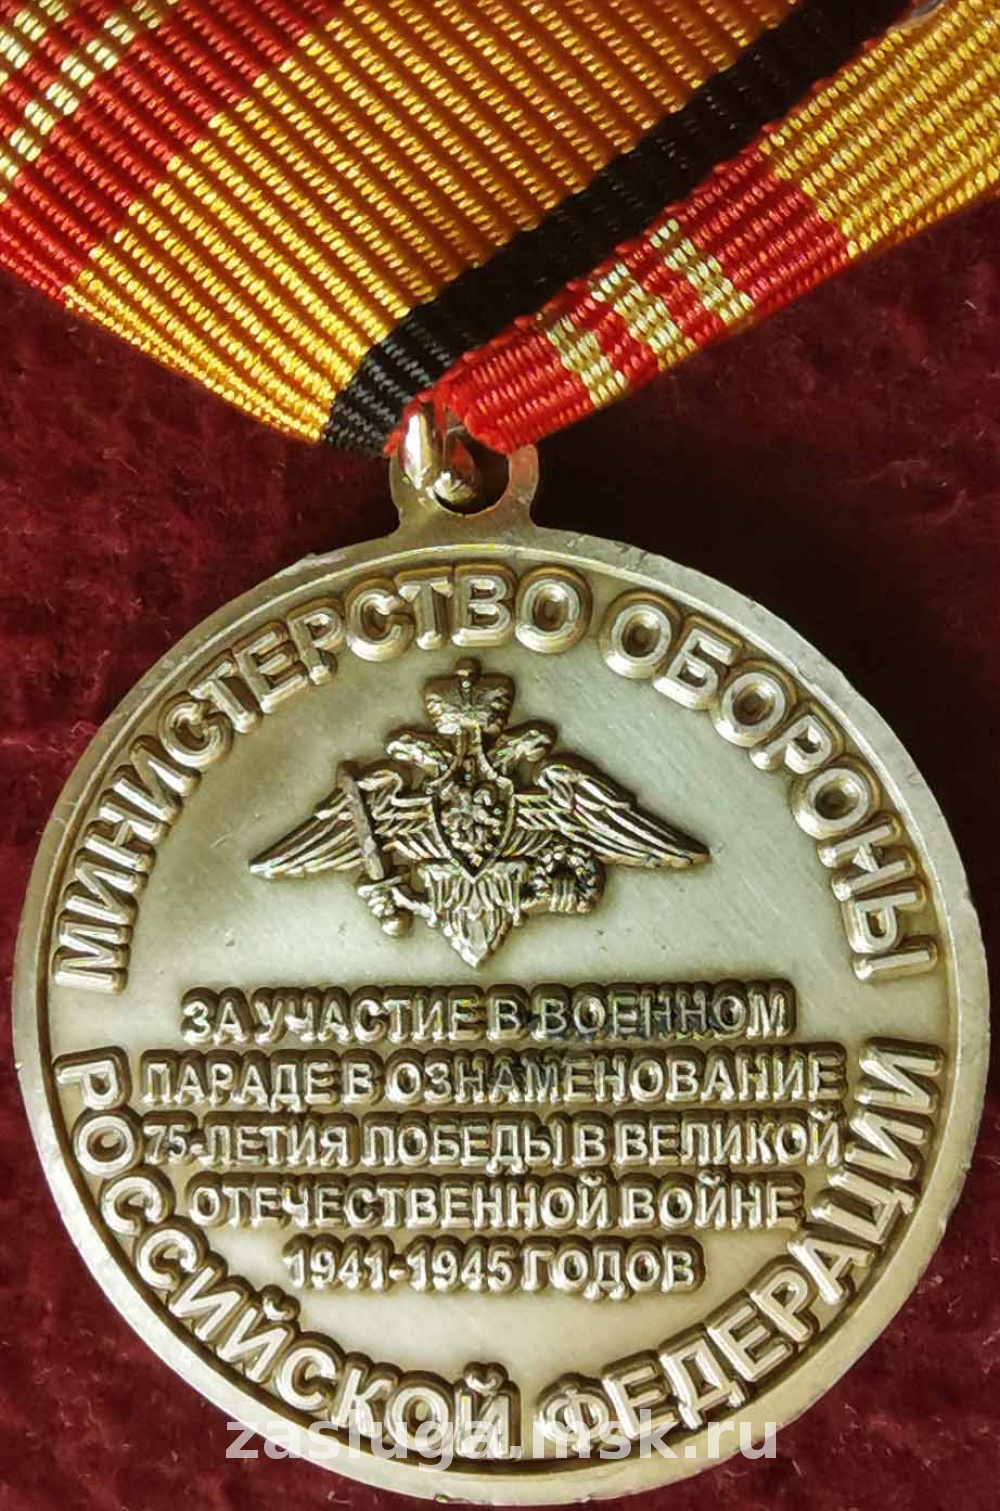 МИНИСТЕРСТВО ОБОРОНЫ
ЗА УЧАСТИЕ В ВОЕННОМ
ПАРАДЕ В ОЗНАМЕНОВАНИЕ
75-ЛЕТИЯ ПОБЕДЫ В ВЕЛИКОЙ
ОТЕЧЕСТВЕННОЙ ВОЙНЕ
1941-1945 ГОДОВ
РОССИЙСКОЙ ФЕДЕРАЦИИ
zasluga.msk.ru